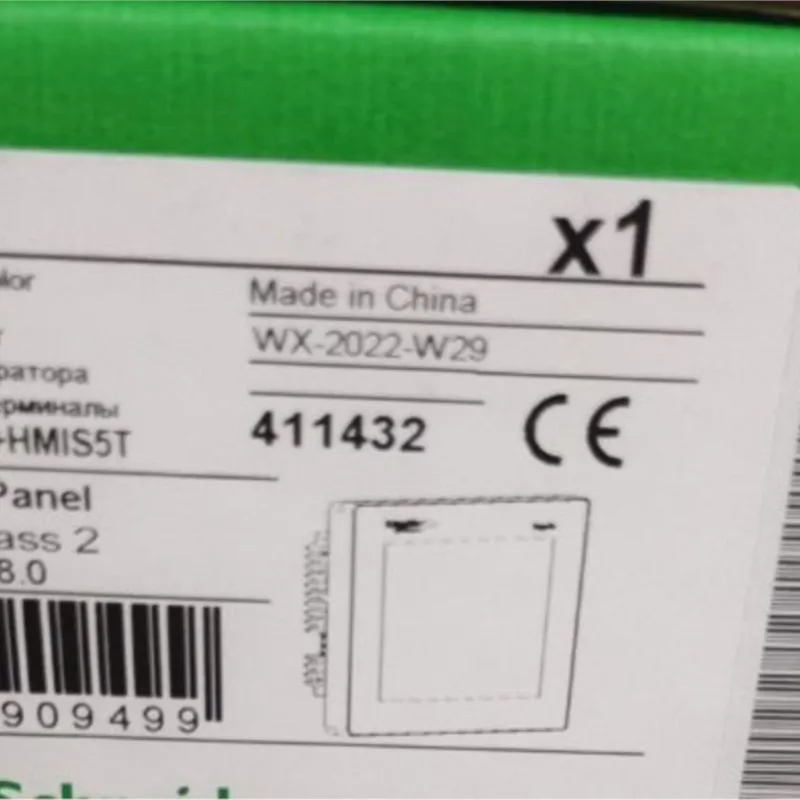 x1
lor
Made in China
WX-2022-W29
ратора
рминалы
411432
CE
+HMIS5T
Panel
ass 2
8.0
909499
Schneid